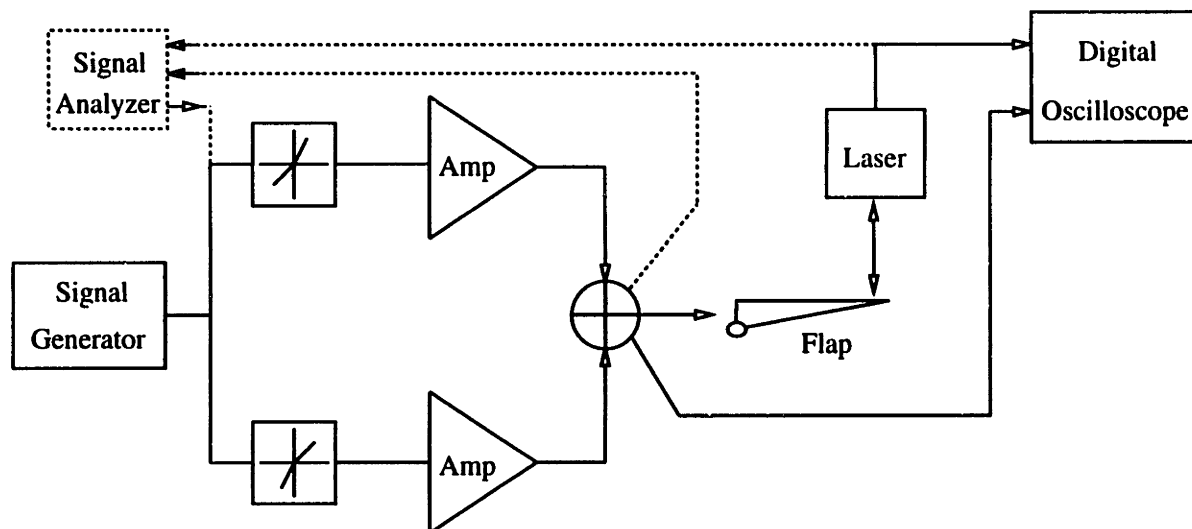 Signal
Analyzer
Digital
Oscilloscope
Amp
Laser
Signal
Generator
Flap
Amp